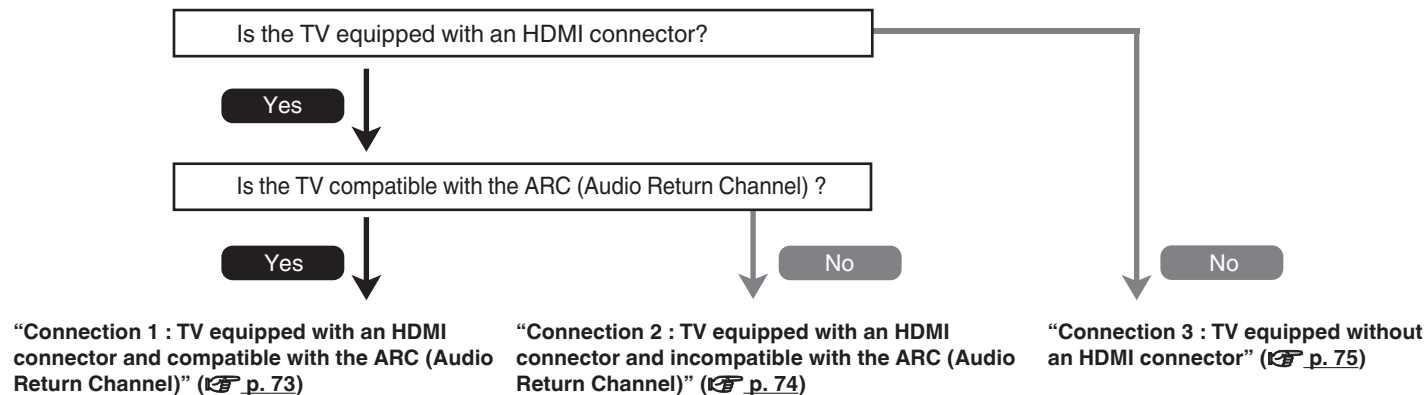 Is the TV equipped with an HDMI connector?
Yes
Is the TV compatible with the ARC (Audio Return Channel) ?
Yes
No
No
“Connection 1 : TV equipped with an HDMI
connector and compatible with the ARC (Audio
Return Channel)” (☞ p. 73)
“Connection 2 : TV equipped with an HDMI
connector and incompatible with the ARC (Audio
Return Channel)” (☞ p. 74)
“Connection 3 : TV equipped without
an HDMI connector” (☞ p. 75)